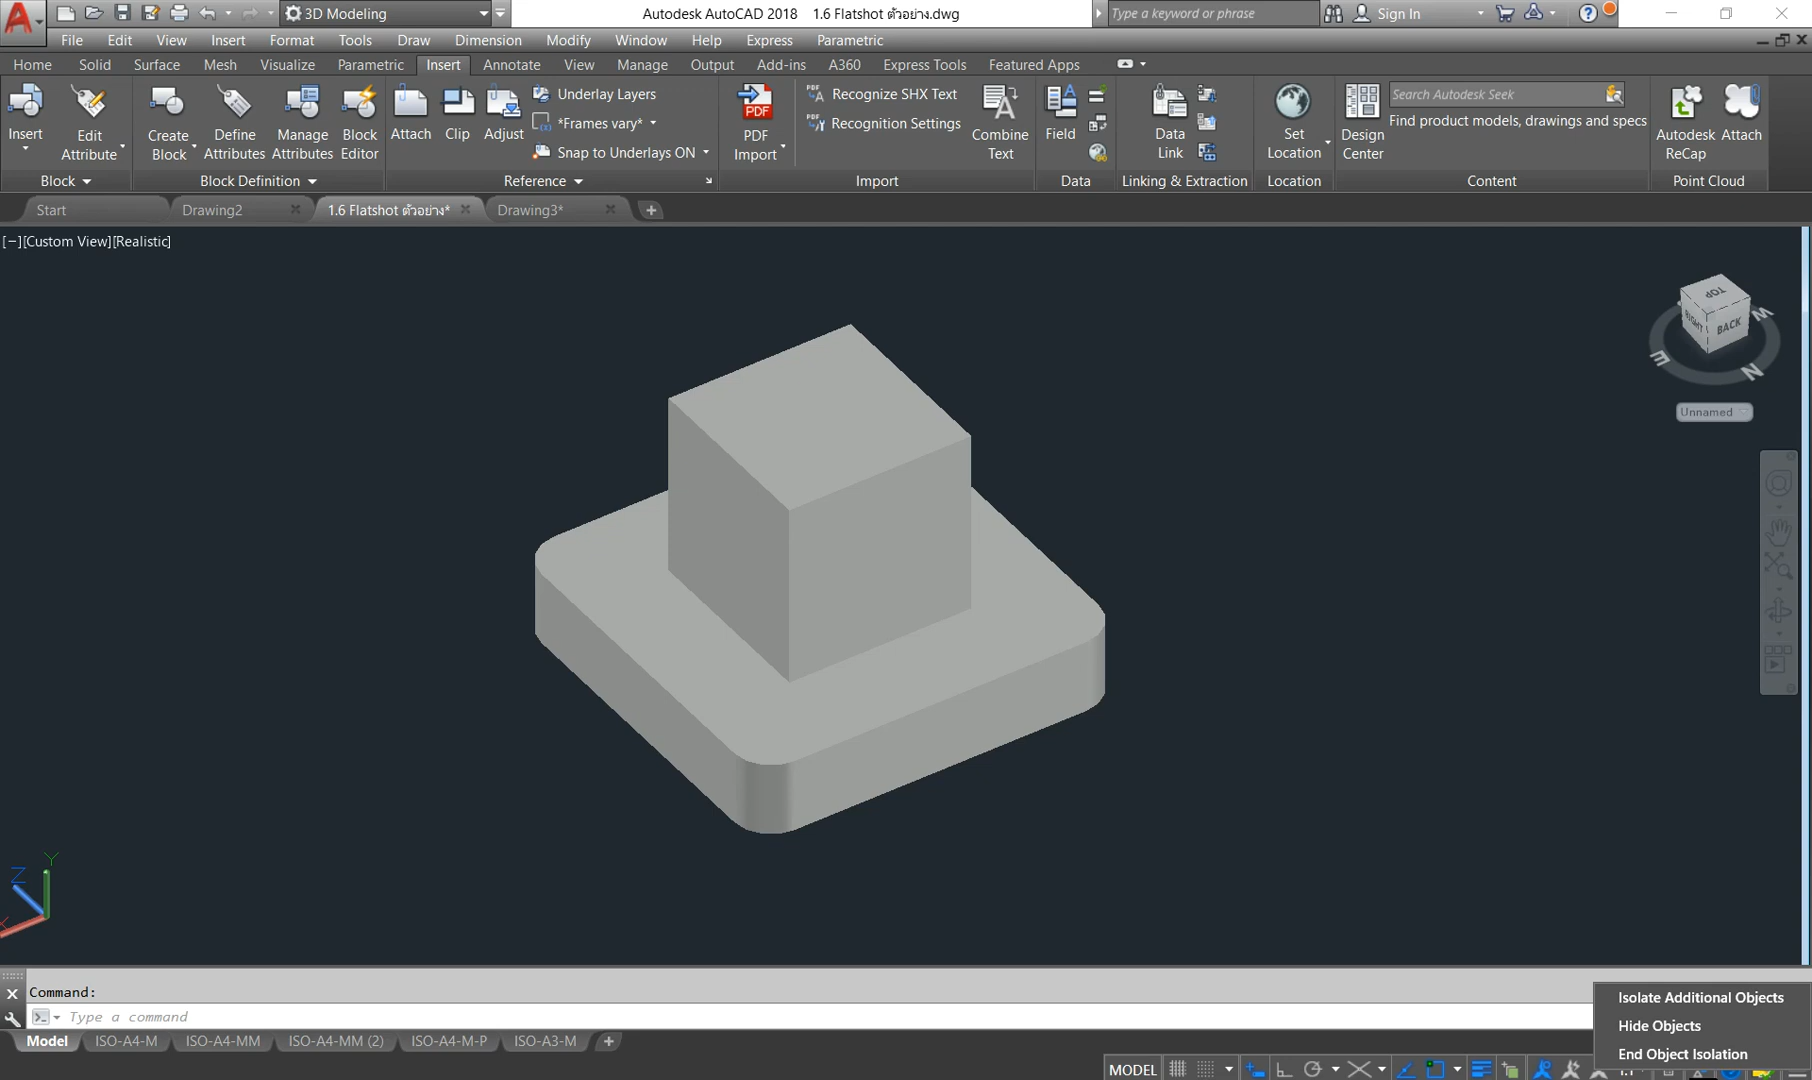 3D Modeling
Autodesk AutoCAD 2018 1.6 Flatshot ตัวอย่าง.dwg
Type a keyword or phrase
Sign In
File Edit View Insert Format Tools Draw Dimension Modify Window Help Express Parametric
Home Solid Surface Mesh Visualize Parametric Insert Annotate View Manage Output Add-ins A360 Express Tools Featured Apps
Insert
Edit
Attribute
Create
Block
Define
Attributes
Manage
Attributes
Block
Editor
Attach
Clip
Adjust
Underlay Layers
*Frames vary*
Snap to Underlays ON
PDF
PDF
Import
Recognize SHX Text
Recognition Settings
Combine
Text
Field
Data
Link
Set
Location
Design
Center
Search Autodesk Seek
Find product models, drawings and specs
Autodesk
ReCap
Attach
Block Block Definition Reference Import Data Linking & Extraction Location Content Point Cloud
Start Drawing2 1.6 Flatshot ตัวอย่าง* Drawing3*
[−][Custom View][Realistic]
TOP
RIGHT
BACK
W
E
N
Unnamed
Y
Z
X
Command:
Type a command
Isolate Additional Objects
Hide Objects
End Object Isolation
Model ISO-A4-M ISO-A4-MM ISO-A4-MM (2) ISO-A4-M-P ISO-A3-M
MODEL